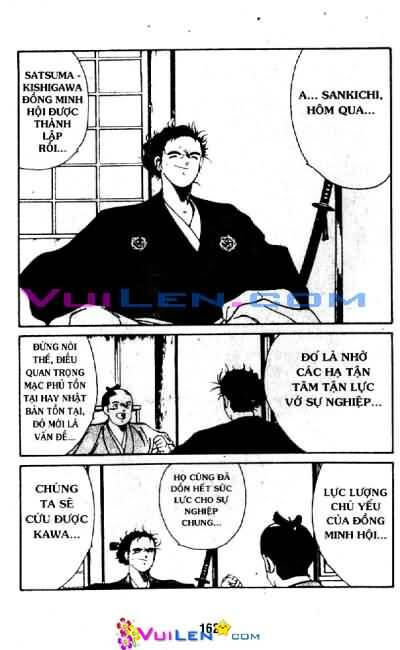 A... SANKICHI,
HÔM QUA...
SATSUMA -
KISHIGAWA
ĐỒNG MINH
HỘI ĐƯỢC
THÀNH
LẬP
RỒI...
VUILEN.COM
ĐÓ LÀ NHỜ
CÁC HẠ TẬN
TÂM TẬN LỰC
VỚ SỰ NGHIỆP...
ĐỪNG NÓI
THẾ, ĐIỀU
QUAN TRỌNG
MẠC PHỦ TỒN
TẠI HAY NHẬT
BẢN TỒN TẠI,
ĐÓ MỚI LÀ
VẤN ĐỀ...
LỰC LƯỢNG
CHỦ YẾU
CỦA ĐỒNG
MINH HỘI...
HỌ CŨNG ĐÃ
DỒN HẾT SỨC
LỰC CHO SỰ
NGHIỆP
CHUNG...
CHÚNG
TA SẼ
CỨU ĐƯỢC
KAWA...
162
VUILEN
.COM